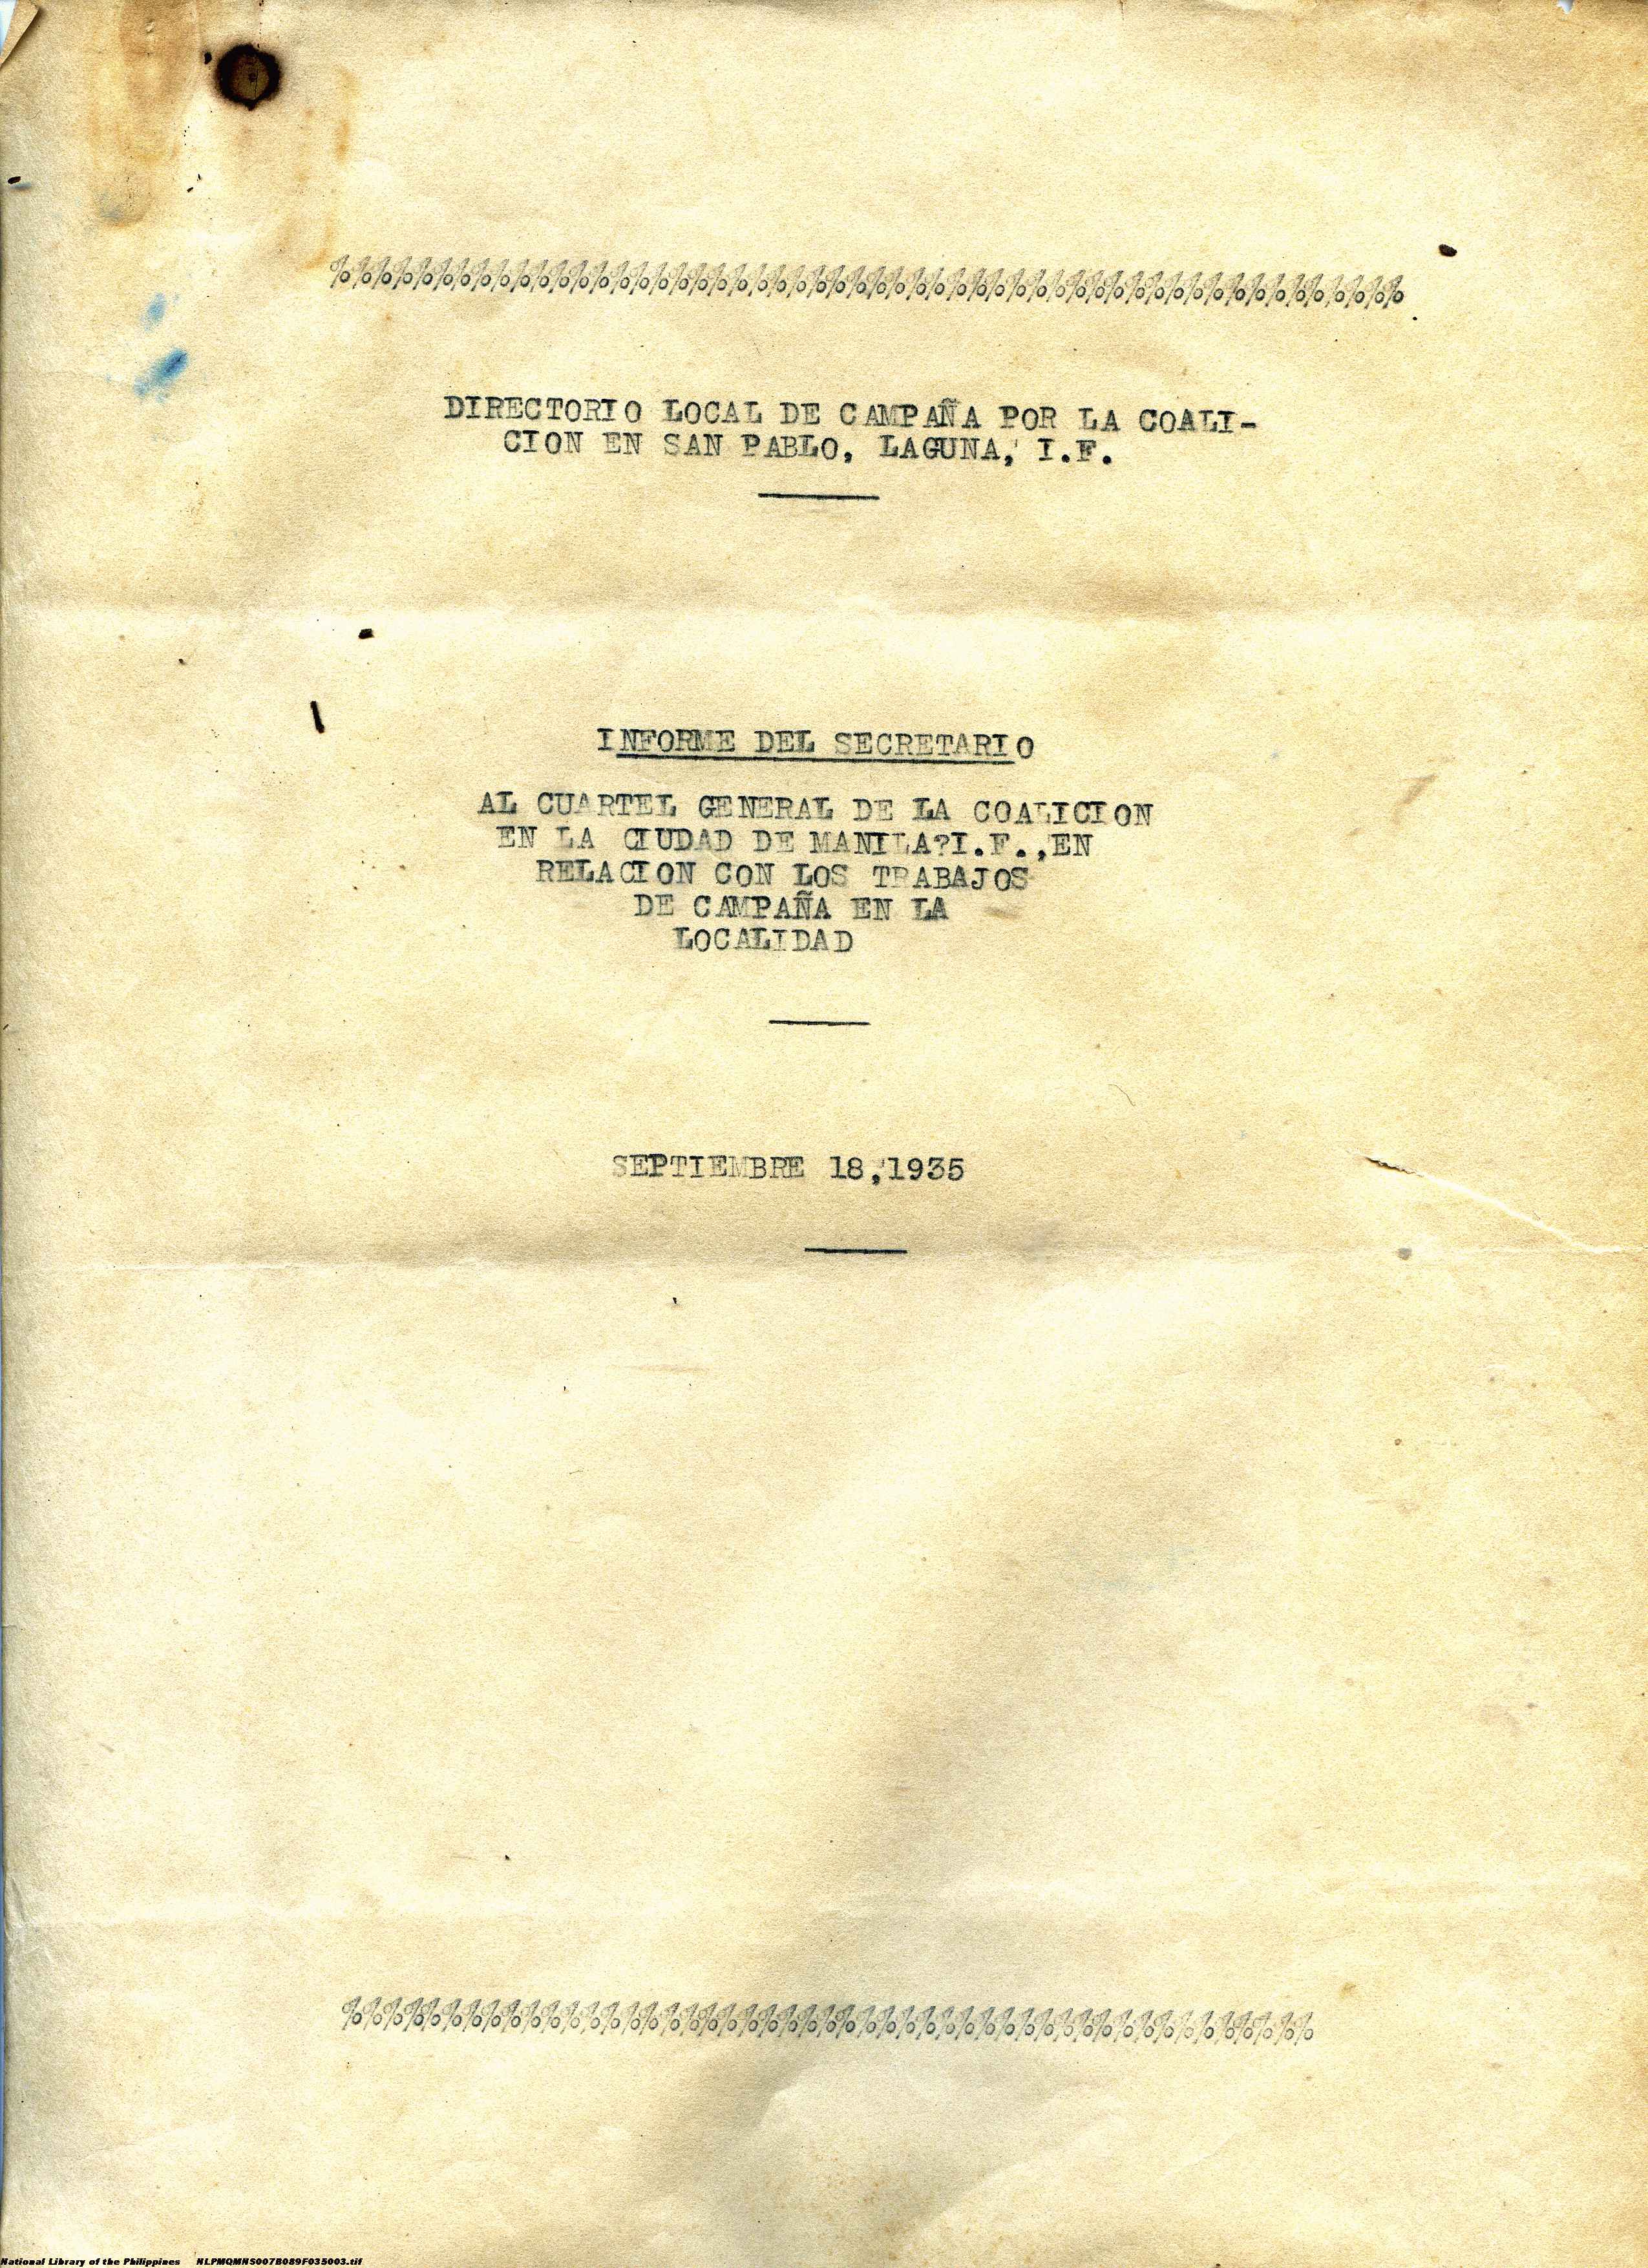 %%%%%%%%%%%%%%%%%%%%%%%%%%%%%%%%%%%%%%%%%%%%%%%%%%%%%%
DIRECTORIO LOCAL DE CAMPAÑA POR LA COALI-
CION EN SAN PABLO, LAGUNA, I.F.
INFORME DEL SECRETARIO
AL CUARTEL GENERAL DE LA COALICION
EN LA CIUDAD DE MANILA?I.F.,EN
RELACION CON LOS TRABAJOS
DE CAMPAÑA EN LA
LOCALIDAD
SEPTIEMBRE 18,1935
%%%%%%%%%%%%%%%%%%%%%%%%%%%%%%%%%%%%%%%%%%%%%%%%%
National Library of the Philippines NLPMQMNS007B089F035003.tif